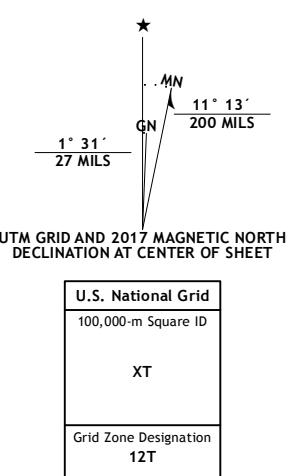 ★
MN
GN
11° 13´
200 MILS
1° 31´
27 MILS
UTM GRID AND 2017 MAGNETIC NORTH
DECLINATION AT CENTER OF SHEET
U.S. National Grid
100,000-m Square ID
XT
Grid Zone Designation
12T